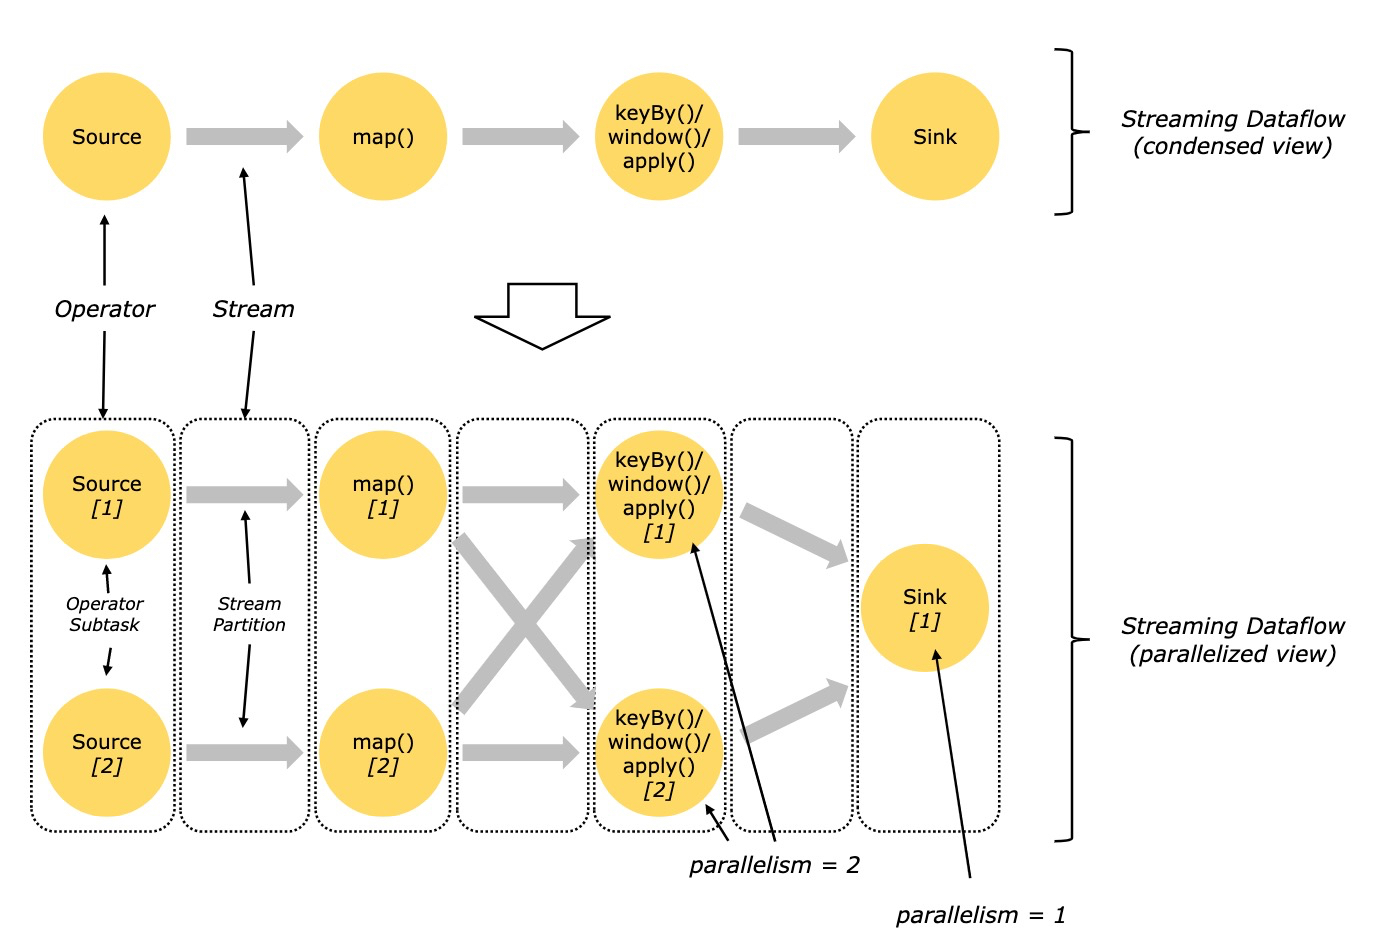 Source
map()
keyBy()/
window()/
apply()
Sink
Streaming Dataflow
(condensed view)
Operator
Stream
Source
[1]
map()
[1]
keyBy()/
window()/
apply()
[1]
Operator
Subtask
Stream
Partition
Sink
[1]
Streaming Dataflow
(parallelized view)
Source
[2]
map()
[2]
keyBy()/
window()/
apply()
[2]
parallelism = 2
parallelism = 1